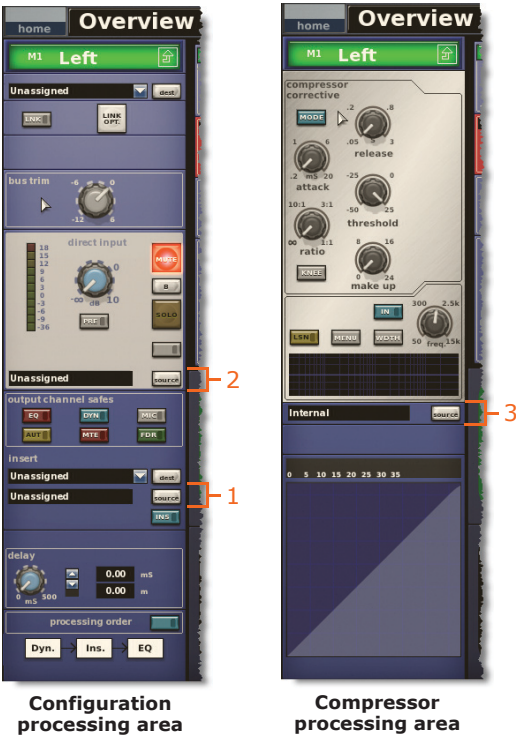 home Overview
M1 Left
Unassigned dest
LNK LINK OPT.
bus trim
-6 0
-12 6
direct input
18
15
12
9
6
3
0
-3
-6
-9
-36
0
-∞ dB 10
PRE
MUTE
B
SOLO
Unassigned source
2
output channel safes
EQ DYN MIC
AUT MTE FDR
insert
Unassigned dest
Unassigned source
1
INS
delay
0 mS 500
0.00 mS
0.00 m
processing order
Dyn. Ins. EQ
Configuration
processing area
home Overview
M1 Left
compressor
corrective
MODE
.2 .8
.05 3
release
1 6
.2 mS 20
attack
-25 0
-50 25
threshold
10:1 3:1
∞ 1:1
ratio
KNEE
8 16
0 24
make up
IN
300 2.5k
50 freq. 15k
LSN MENU WDTH
Internal source
3
0 5 10 15 20 25 30 35
Compressor
processing area